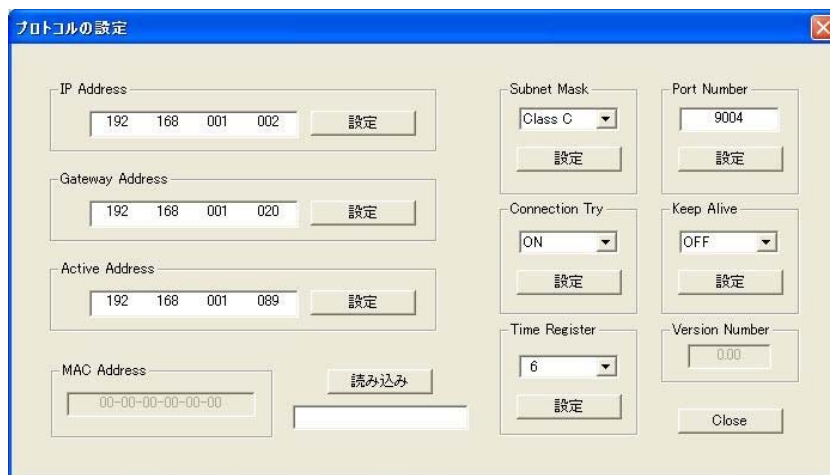 プロトコルの設定
IP Address
192 168 001 002 設定
Gateway Address
192 168 001 020 設定
Active Address
192 168 001 089 設定
MAC Address
00-00-00-00-00-00
読み込み
Subnet Mask
Class C
設定
Port Number
9004
設定
Connection Try
ON
設定
Keep Alive
OFF
設定
Time Register
6
設定
Version Number
0.00
Close